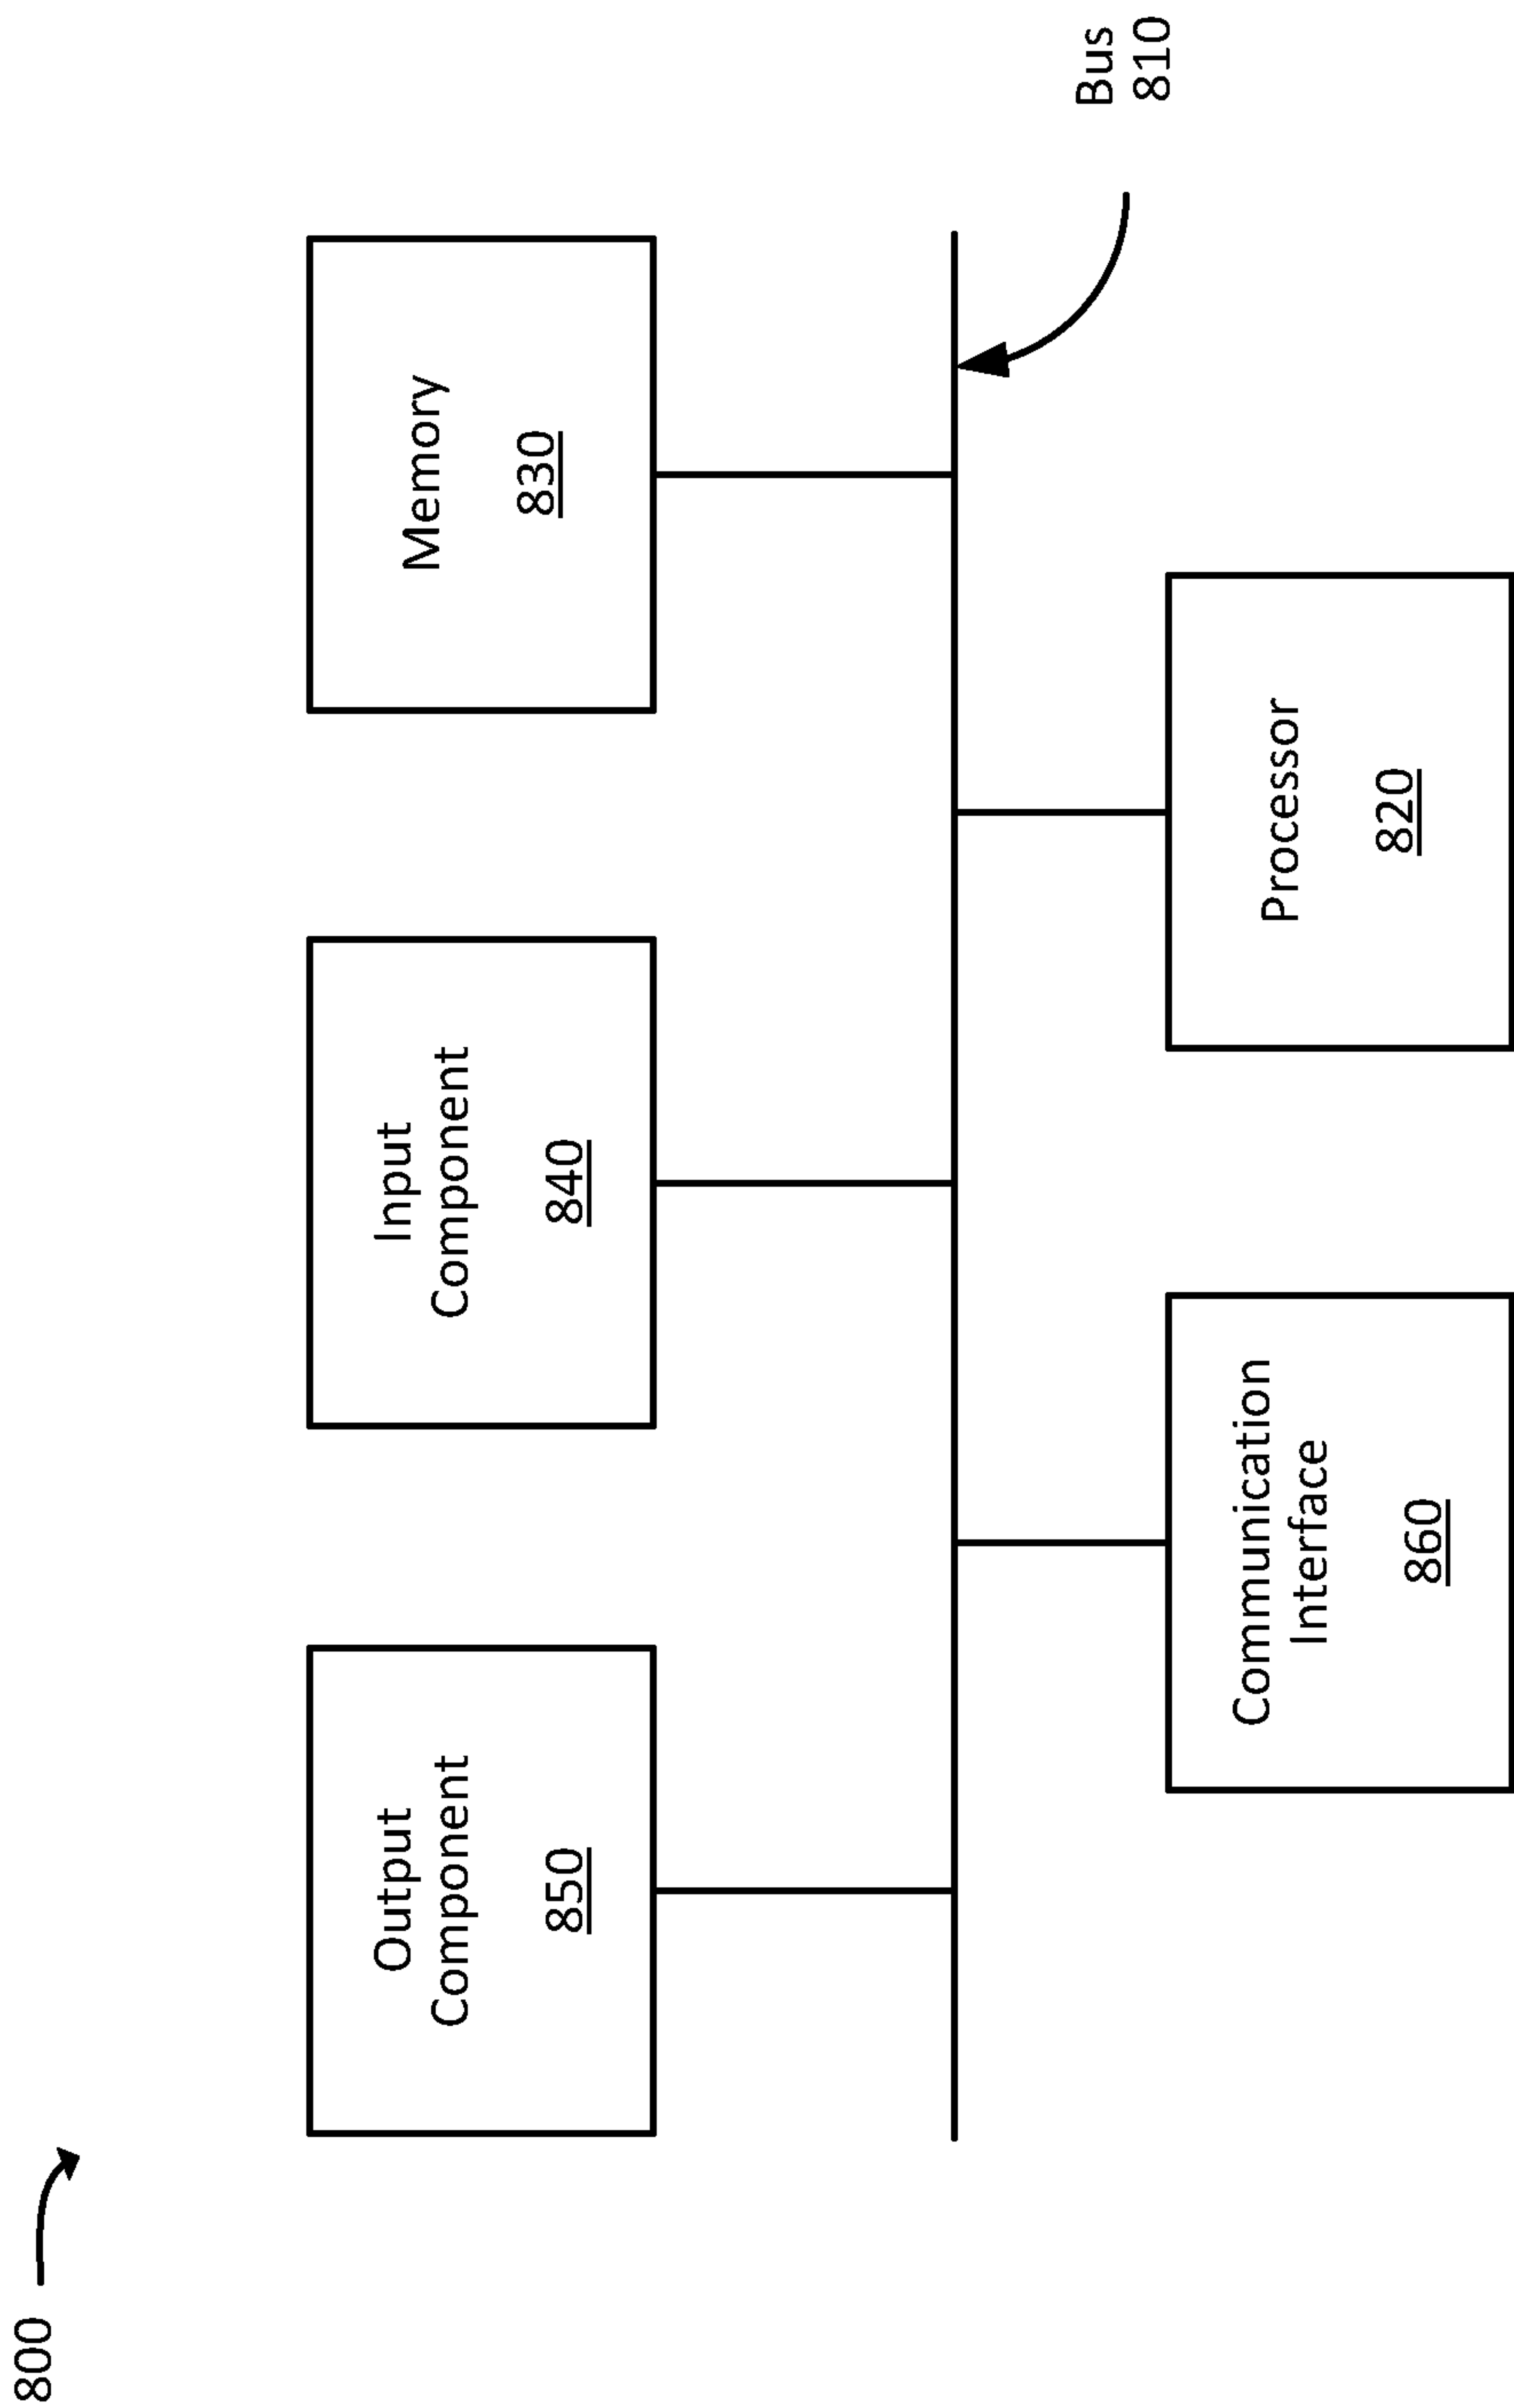 800
Output
Component
850
Input
Component
840
Memory
830
Bus
810
Communication
Interface
860
Processor
820